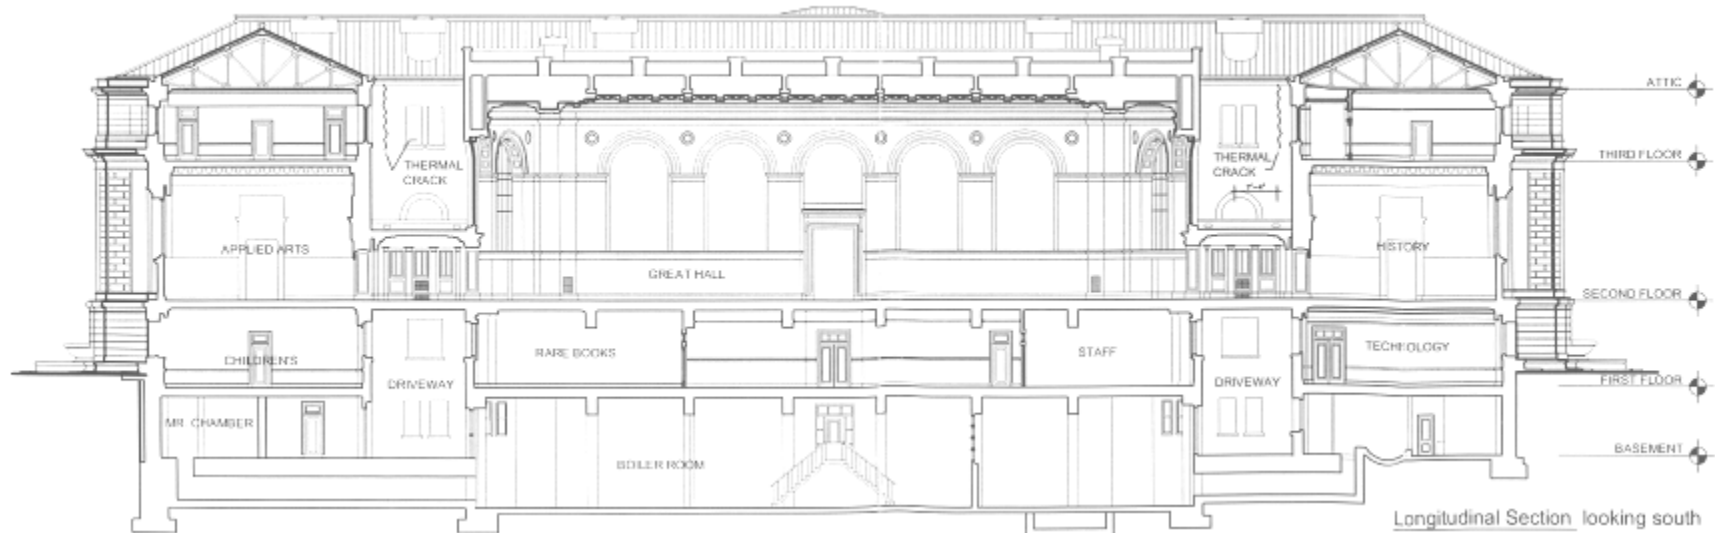 ATTIC
THERMAL
CRACK
THERMAL
CRACK
THIRD FLOOR
APPLIED ARTS
GREAT HALL
HISTORY
SECOND FLOOR
CHILDREN'S
RARE BOOKS
STAFF
TECHNOLOGY
DRIVEWAY
DRIVEWAY
FIRST FLOOR
MR. CHAMBER
BOILER ROOM
BASEMENT
Longitudinal Section looking south